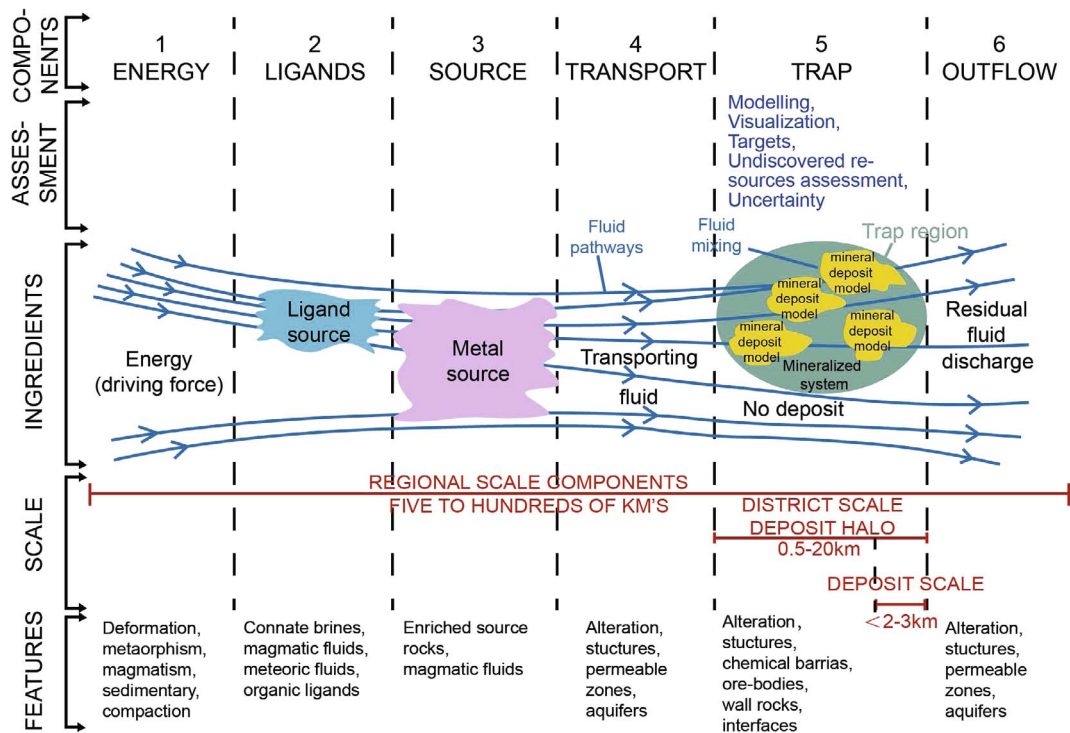 COMPO-
NENTS
1
ENERGY
2
LIGANDS
3
SOURCE
4
TRANSPORT
5
TRAP
6
OUTFLOW
ASSES-
SMENT
Modelling,
Visualization,
Targets,
Undiscovered re-
sources assessment,
Uncertainty
INGREDIENTS
Fluid
pathways
Fluid
mixing
Trap region
Energy
(driving force)
Ligand
source
Metal
source
Transporting
fluid
mineral
deposit
model
mineral
deposit
model
mineral
deposit
model
mineral
deposit
model
Mineralized
system
No deposit
Residual
fluid
discharge
SCALE
REGIONAL SCALE COMPONENTS
FIVE TO HUNDREDS OF KM'S
DISTRICT SCALE
DEPOSIT HALO
0.5-20km
DEPOSIT SCALE
<2-3km
FEATURES
Deformation,
metaorphism,
magmatism,
sedimentary,
compaction
Connate brines,
magmatic fluids,
meteoric fluids,
organic ligands
Enriched source
rocks,
magmatic fluids
Alteration,
stuctures,
permeable
zones,
aquifers
Alteration,
stuctures,
chemical barrias,
ore-bodies,
wall rocks,
interfaces
Alteration,
stuctures,
permeable
zones,
aquifers